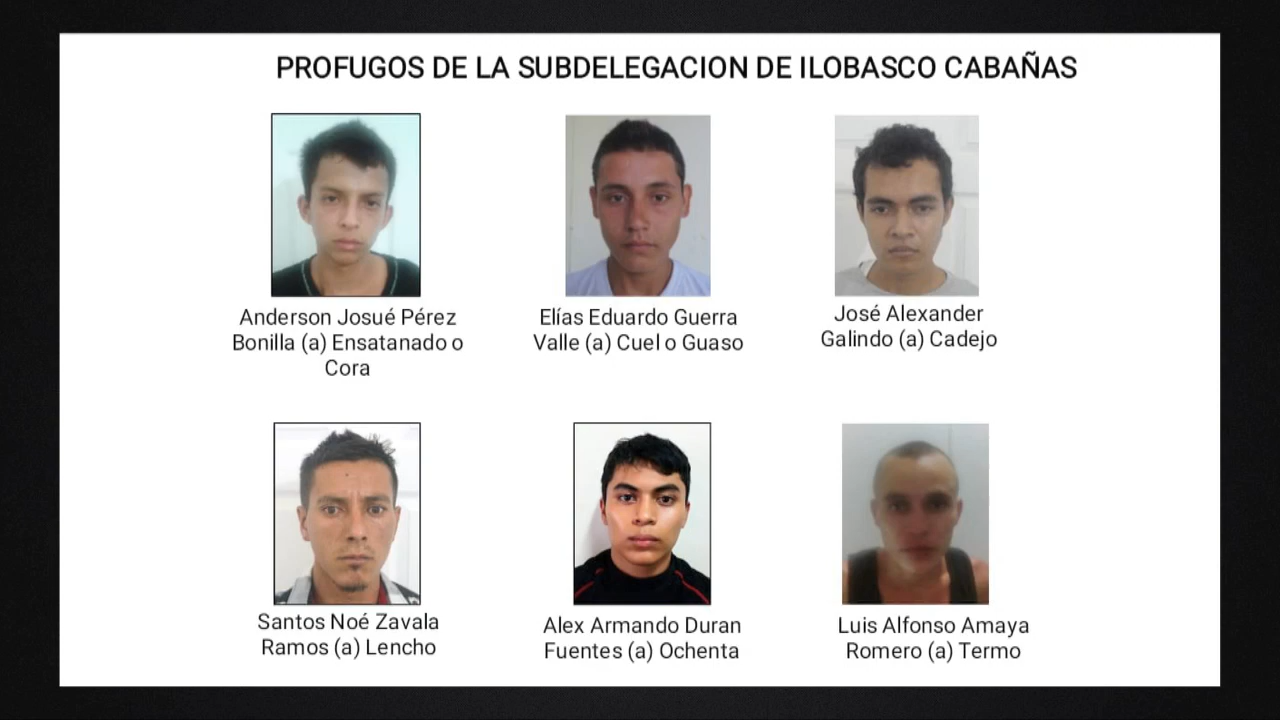 PROFUGOS DE LA SUBDELEGACION DE ILOBASCO CABAÑAS
Anderson Josué Pérez
Bonilla (a) Ensatanado o
Cora
Elías Eduardo Guerra
Valle (a) Cuel o Guaso
José Alexander
Galindo (a) Cadejo
Santos Noé Zavala
Ramos (a) Lencho
Alex Armando Duran
Fuentes (a) Ochenta
Luis Alfonso Amaya
Romero (a) Termo